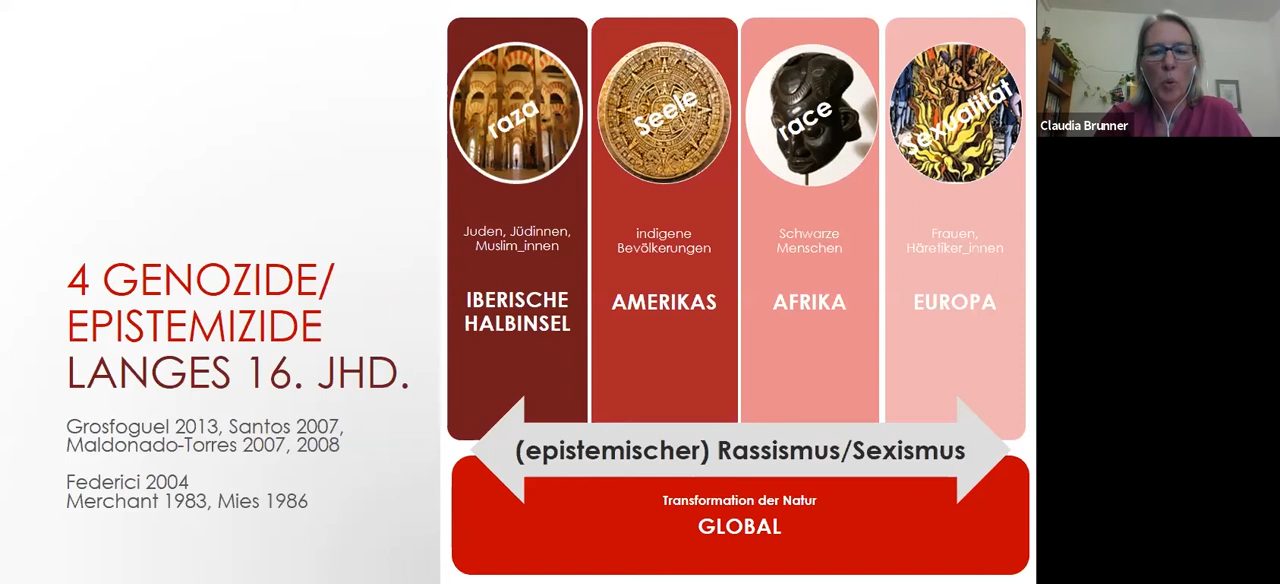 4 GENOZIDE/
EPISTEMIZIDE
LANGES 16. JHD.
Grosfoguel 2013, Santos 2007,
Maldonado-Torres 2007, 2008
Federici 2004
Merchant 1983, Mies 1986
raza
Juden, Jüdinnen,
Muslim_innen
IBERISCHE
HALBINSEL
Seele
indigene
Bevölkerungen
AMERIKAS
race
Schwarze
Menschen
AFRIKA
Sexualität
Frauen,
Häretiker_innen
EUROPA
(epistemischer) Rassismus/Sexismus
Transformation der Natur
GLOBAL
Claudia Brunner